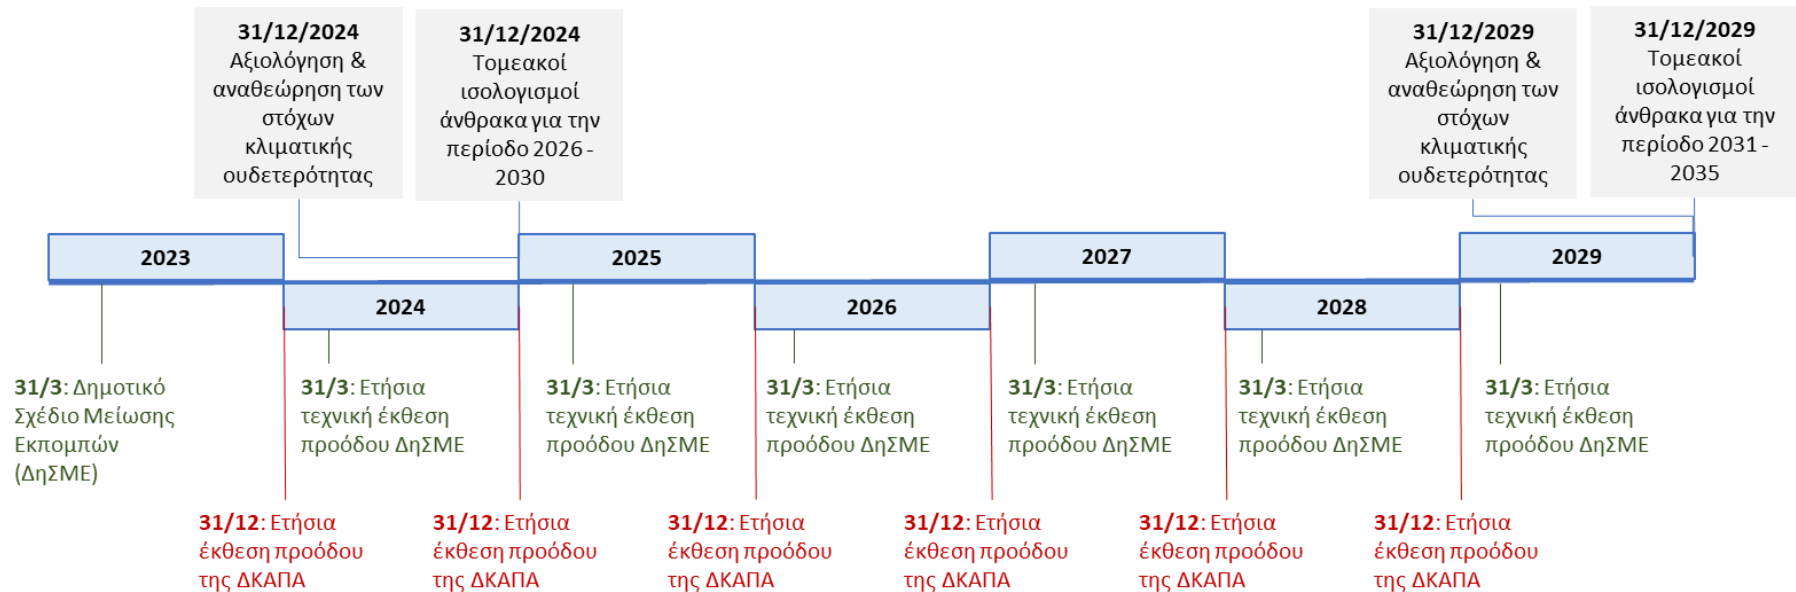 31/12/2024
Αξιολόγηση &
αναθεώρηση των
στόχων
κλιματικής
ουδετερότητας
31/12/2024
Τομεακοί
ισολογισμοί
άνθρακα για την
περίοδο 2026 -
2030
31/12/2029
Αξιολόγηση &
αναθεώρηση των
στόχων
κλιματικής
ουδετερότητας
31/12/2029
Τομεακοί
ισολογισμοί
άνθρακα για την
περίοδο 2031 -
2035
2023
2024
2025
2026
2027
2028
2029
31/3: Δημοτικό
Σχέδιο Μείωσης
Εκπομπών
(ΔηΣΜΕ)
31/3: Ετήσια
τεχνική έκθεση
προόδου ΔηΣΜΕ
31/3: Ετήσια
τεχνική έκθεση
προόδου ΔηΣΜΕ
31/3: Ετήσια
τεχνική έκθεση
προόδου ΔηΣΜΕ
31/3: Ετήσια
τεχνική έκθεση
προόδου ΔηΣΜΕ
31/3: Ετήσια
τεχνική έκθεση
προόδου ΔηΣΜΕ
31/3: Ετήσια
τεχνική έκθεση
προόδου ΔηΣΜΕ
31/12: Ετήσια
έκθεση προόδου
της ΔΚΑΠΑ
31/12: Ετήσια
έκθεση προόδου
της ΔΚΑΠΑ
31/12: Ετήσια
έκθεση προόδου
της ΔΚΑΠΑ
31/12: Ετήσια
έκθεση προόδου
της ΔΚΑΠΑ
31/12: Ετήσια
έκθεση προόδου
της ΔΚΑΠΑ
31/12: Ετήσια
έκθεση προόδου
της ΔΚΑΠΑ